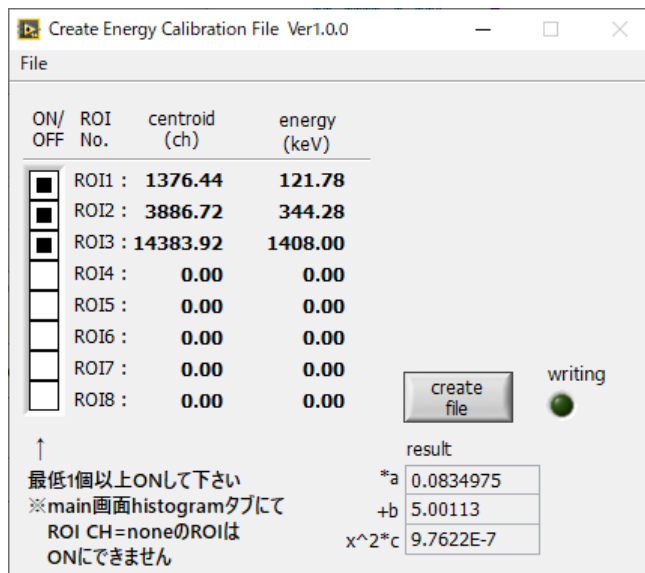 Create Energy Calibration File Ver1.0.0
File
ON/ ROI centroid energy
OFF No. (ch) (keV)
ROI1 : 1376.44 121.78
ROI2 : 3886.72 344.28
ROI3 : 14383.92 1408.00
ROI4 : 0.00 0.00
ROI5 : 0.00 0.00
ROI6 : 0.00 0.00
ROI7 : 0.00 0.00
ROI8 : 0.00 0.00
create
file
writing
↑
最低1個以上ONして下さい
※main画面histogramタブにて
ROI CH=noneのROIは
ONにできません
result
*a 0.0834975
+b 5.00113
x^2*c 9.7622E-7